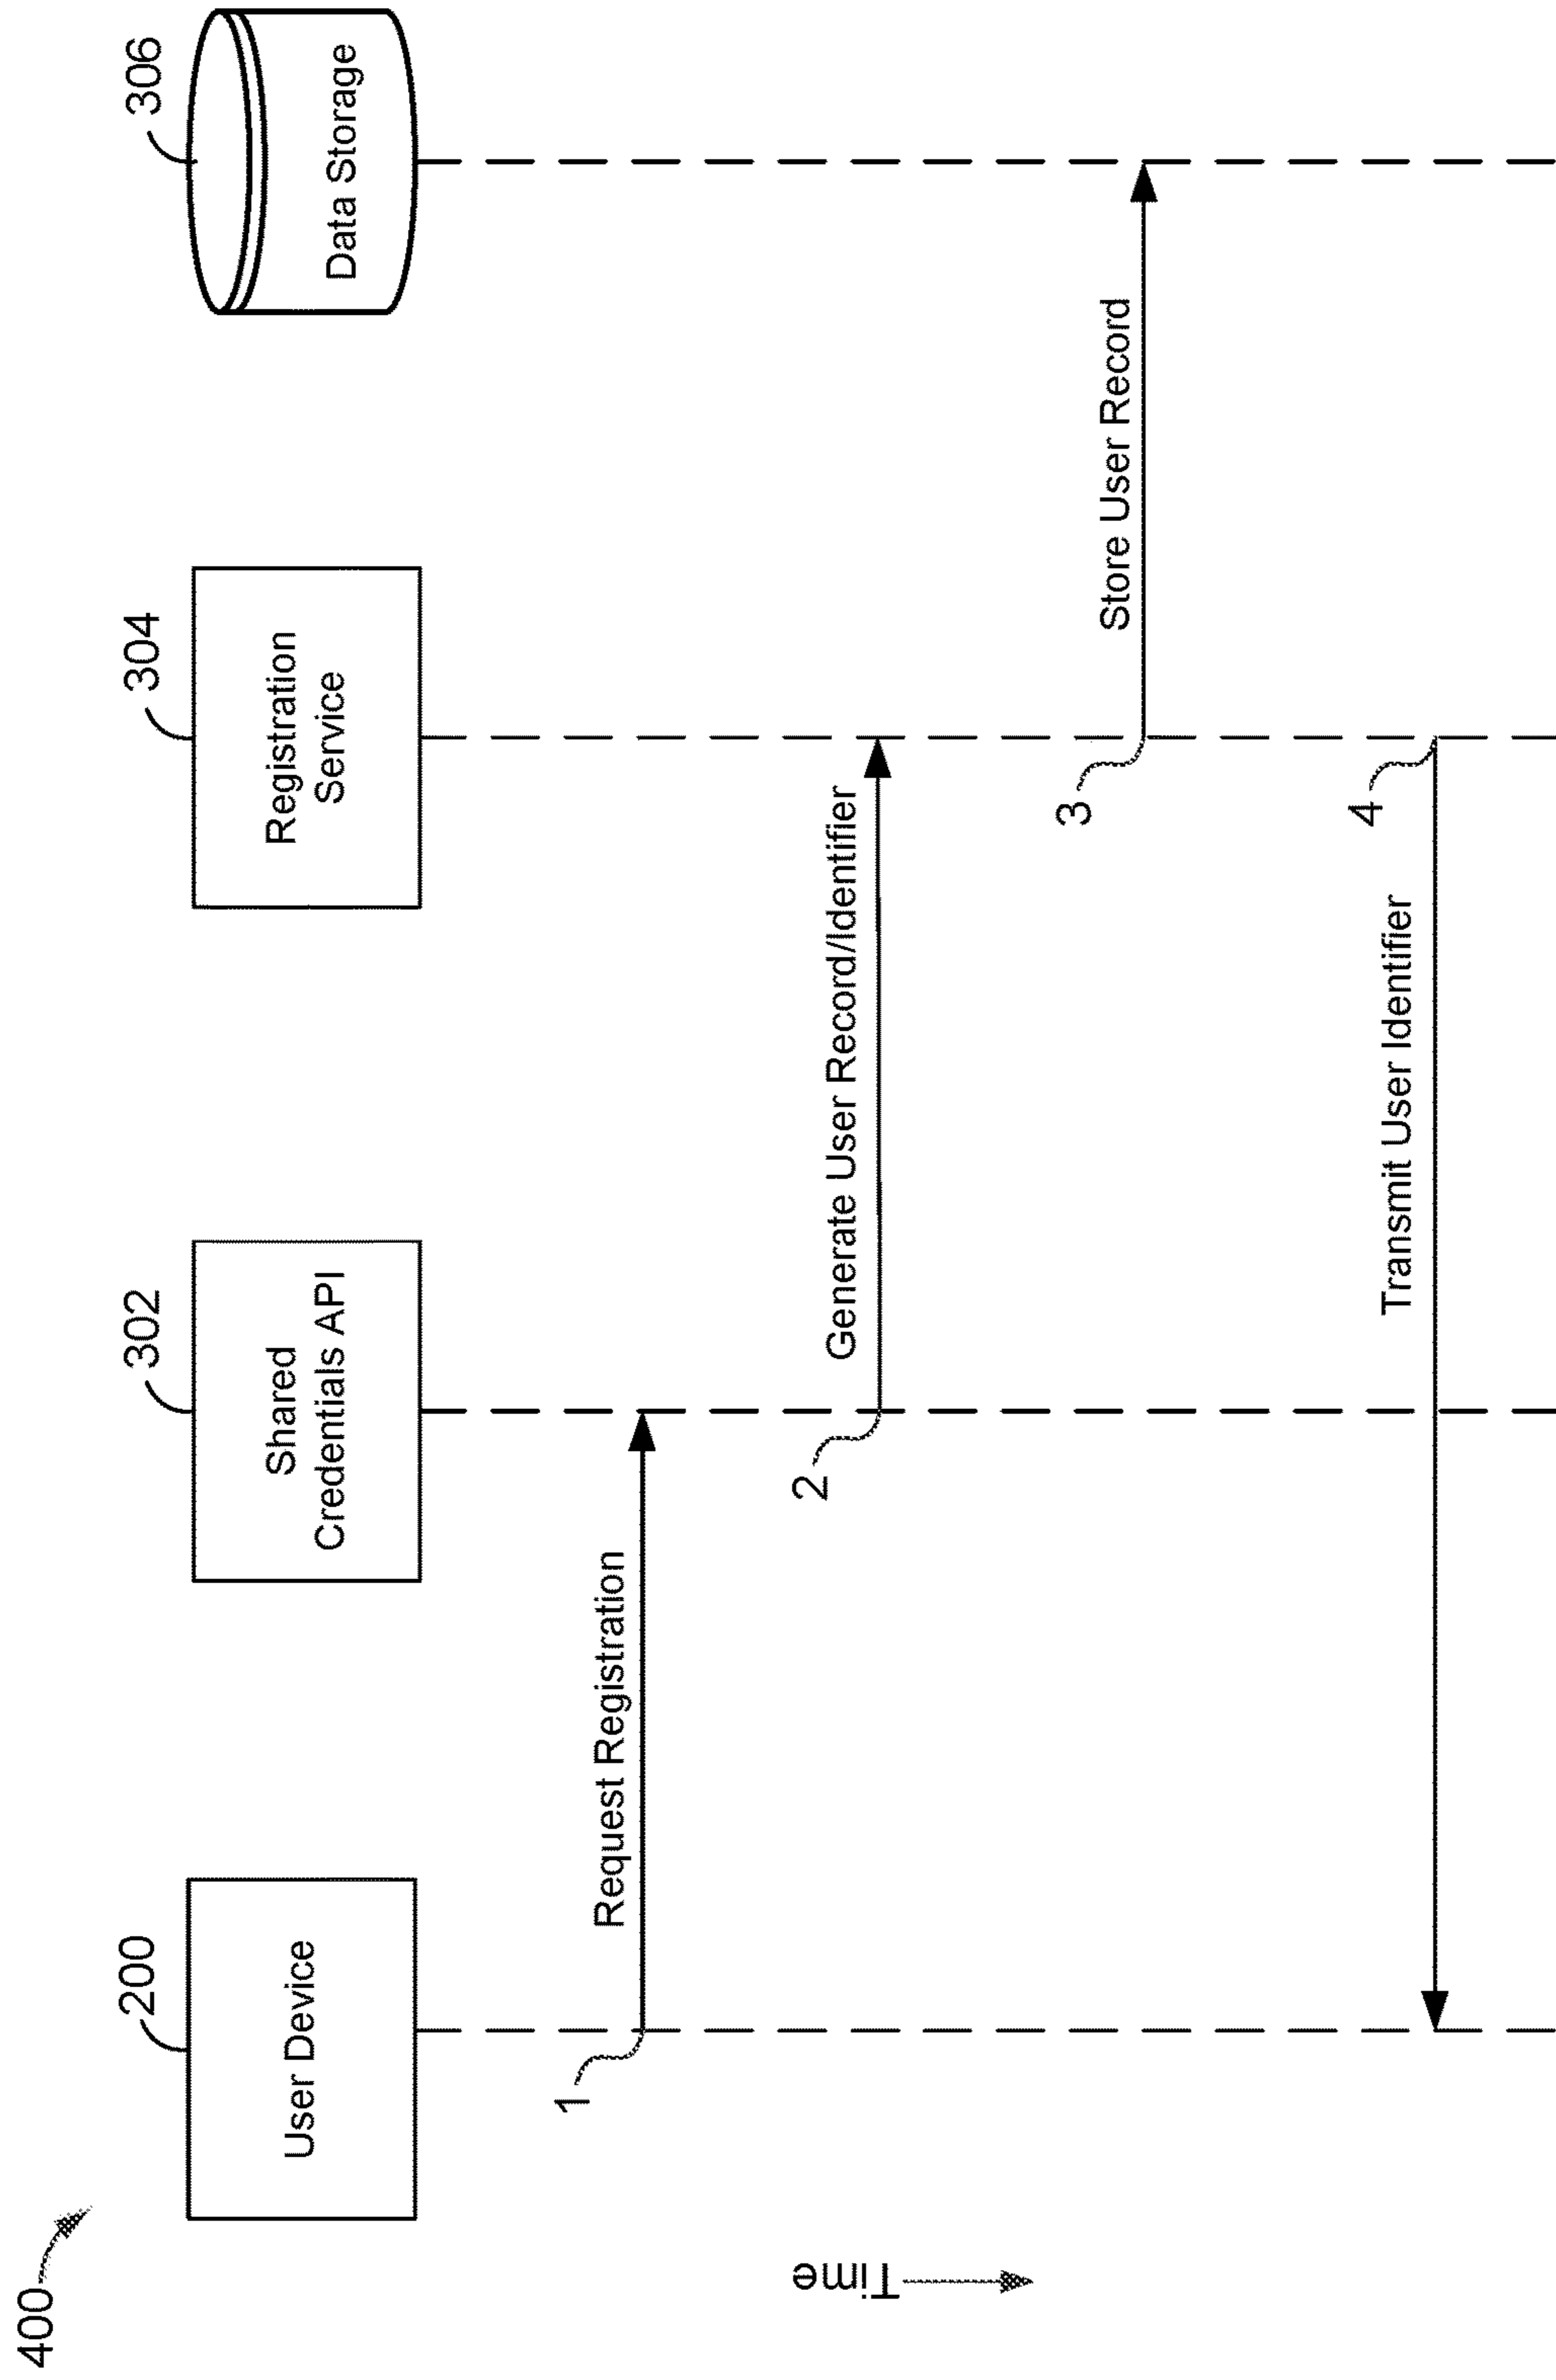 400
200
User Device
302
Shared
Credentials API
304
Registration
Service
306
Data Storage
Time
1
Request Registration
2
Generate User Record/Identifier
3
Store User Record
4
Transmit User Identifier